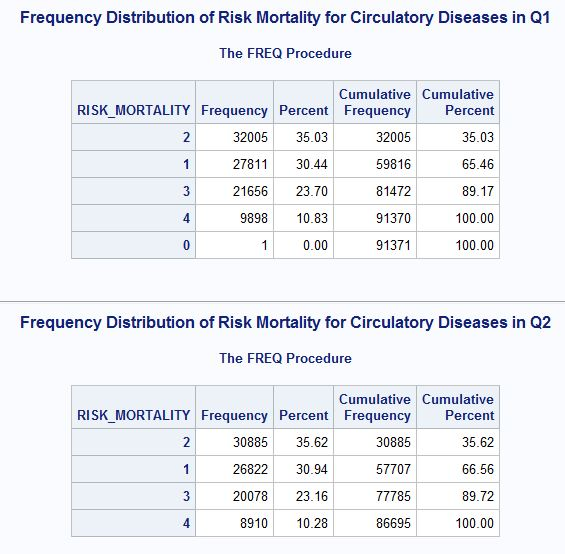 Frequency Distribution of Risk Mortality for Circulatory Diseases in Q1
The FREQ Procedure
Cumulative Cumulative
RISK_MORTALITY Frequency Percent Frequency Percent
2 32005 35.03 32005 35.03
1 27811 30.44 59816 65.46
3 21656 23.70 81472 89.17
4 9898 10.83 91370 100.00
0 1 0.00 91371 100.00
Frequency Distribution of Risk Mortality for Circulatory Diseases in Q2
The FREQ Procedure
Cumulative Cumulative
RISK_MORTALITY Frequency Percent Frequency Percent
2 30885 35.62 30885 35.62
1 26822 30.94 57707 66.56
3 20078 23.16 77785 89.72
4 8910 10.28 86695 100.00